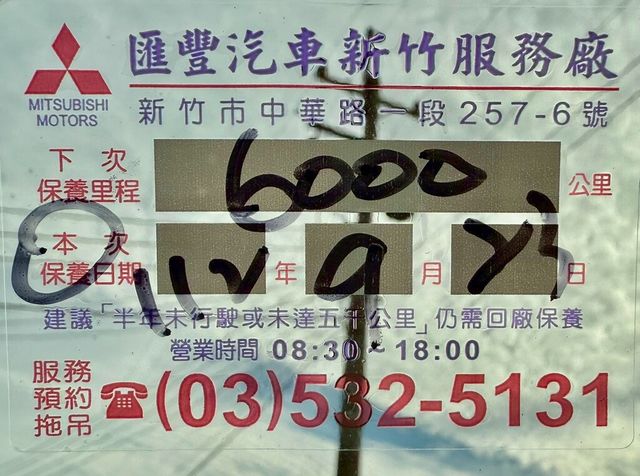 匯豐汽車新竹服務廠
MITSUBISHI
MOTORS
新竹市中華路一段257-6號
下次
保養里程 6000 公里
本次
保養日期 112 年 9 月 23 日
建議「半年未行駛或未達五千公里」仍需回廠保養
營業時間 08:30 ~ 18:00
服務
預約
拖吊
☎(03)532-5131